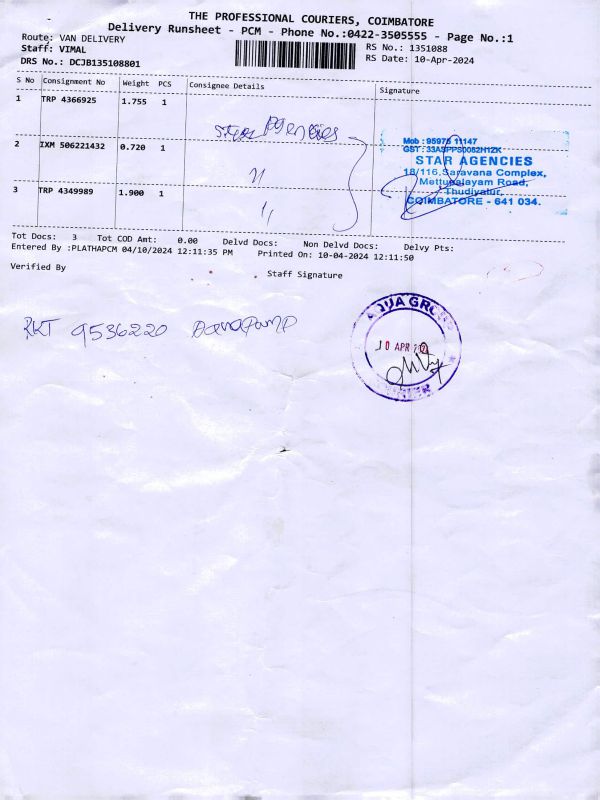 THE PROFESSIONAL COURIERS, COIMBATORE
Delivery Runsheet - PCM - Phone No.:0422-3505555 - Page No.:1
Route: VAN DELIVERY
RS No.: 1351088
Staff: VIMAL
RS Date: 10-Apr-2024
DRS No.: DCJB135108801
S No Consignment No Weight PCS Consignee Details Signature
1 TRP 4366925 1.755 1
Star Agencies
2 IXM 506221432 0.720 1 "
3 TRP 4349989 1.900 1 "
Mob : 95975 11147
GST : 33ASPPS0082H1ZK
STAR AGENCIES
18/116, Saravana Complex,
Mettupalayam Road,
Thudiyalur,
COIMBATORE - 641 034.
Tot Docs: 3 Tot COD Amt: 0.00 Delvd Docs: Non Delvd Docs: Delvy Pts:
Entered By :PLATHAPCM 04/10/2024 12:11:35 PM Printed On: 10-04-2024 12:11:50
Verified By Staff Signature
RKT 9536220
AQUA GROUP
10 APR